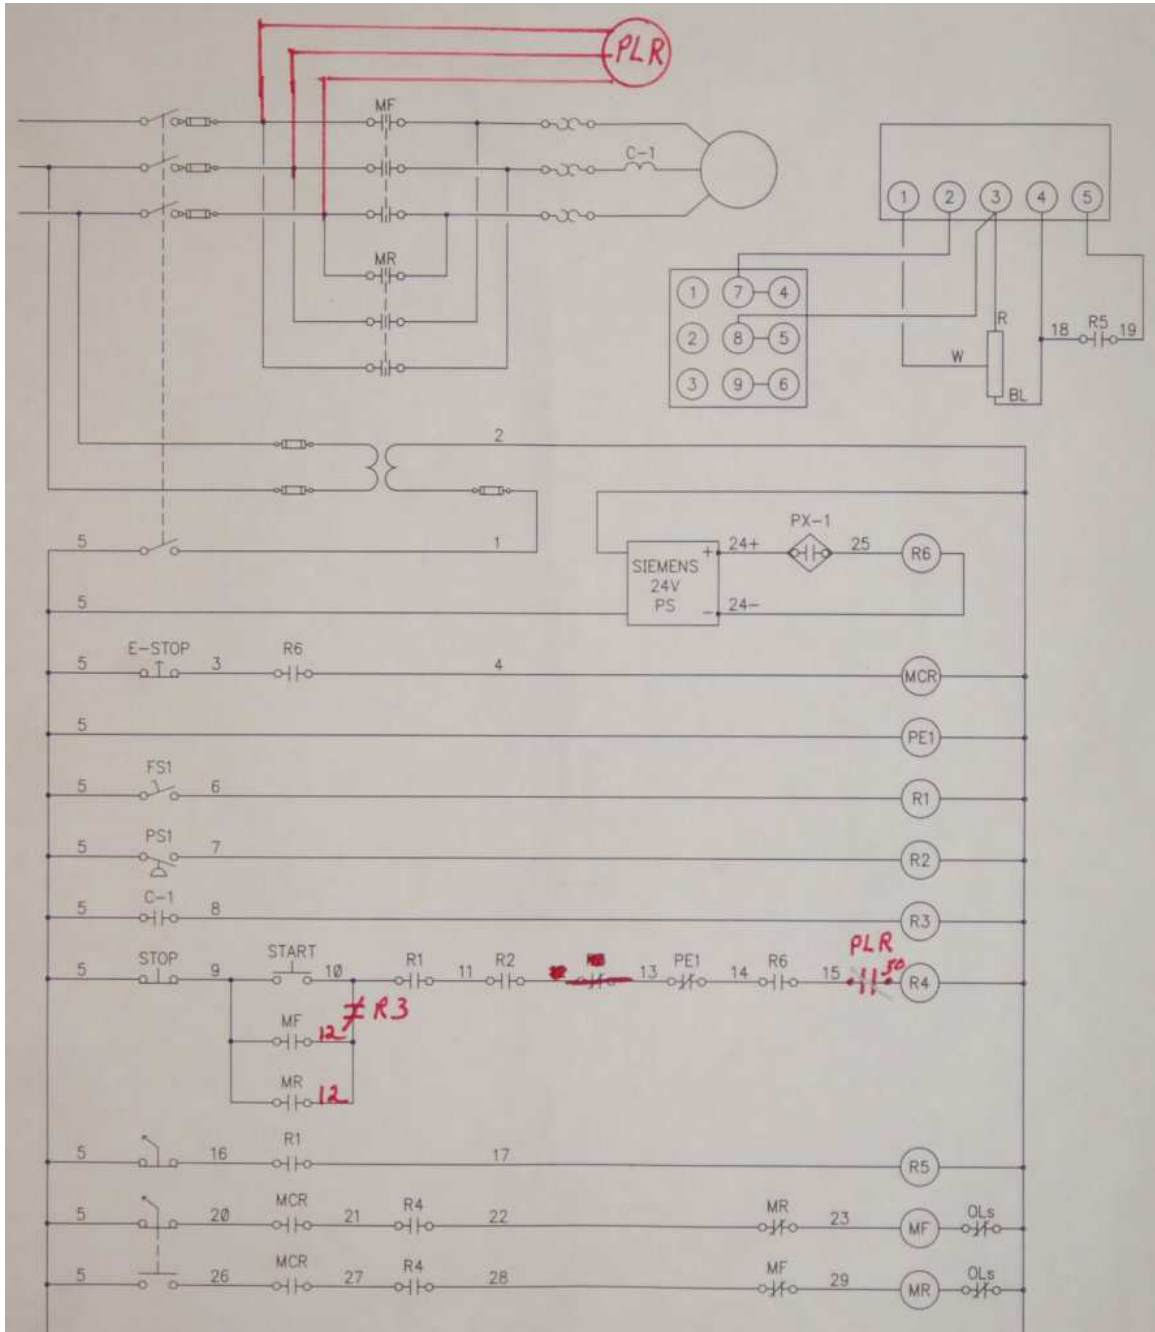 PLR
MF
C-1
1 2 3 4 5
MR
1 7 4
R
18 R5 19
2 8 5
W
3 9 6
BL
2
PX-1
5 1 24+ 25 R6
SIEMENS
24V
PS
+
-
5 24-
E-STOP R6
5 3 4 MCR
5 PE1
FS1
5 6 R1
PS1
5 7 R2
C-1
5 8 R3
PLR
STOP START R1 R2 PE1 R6
5 9 10 11 13 14 15 50 R4
R3
MF 12
MR 12
R1
5 16 17 R5
MCR R4 MR OLs
5 20 21 22 23 MF
MCR R4 MF OLs
5 26 27 28 29 MR